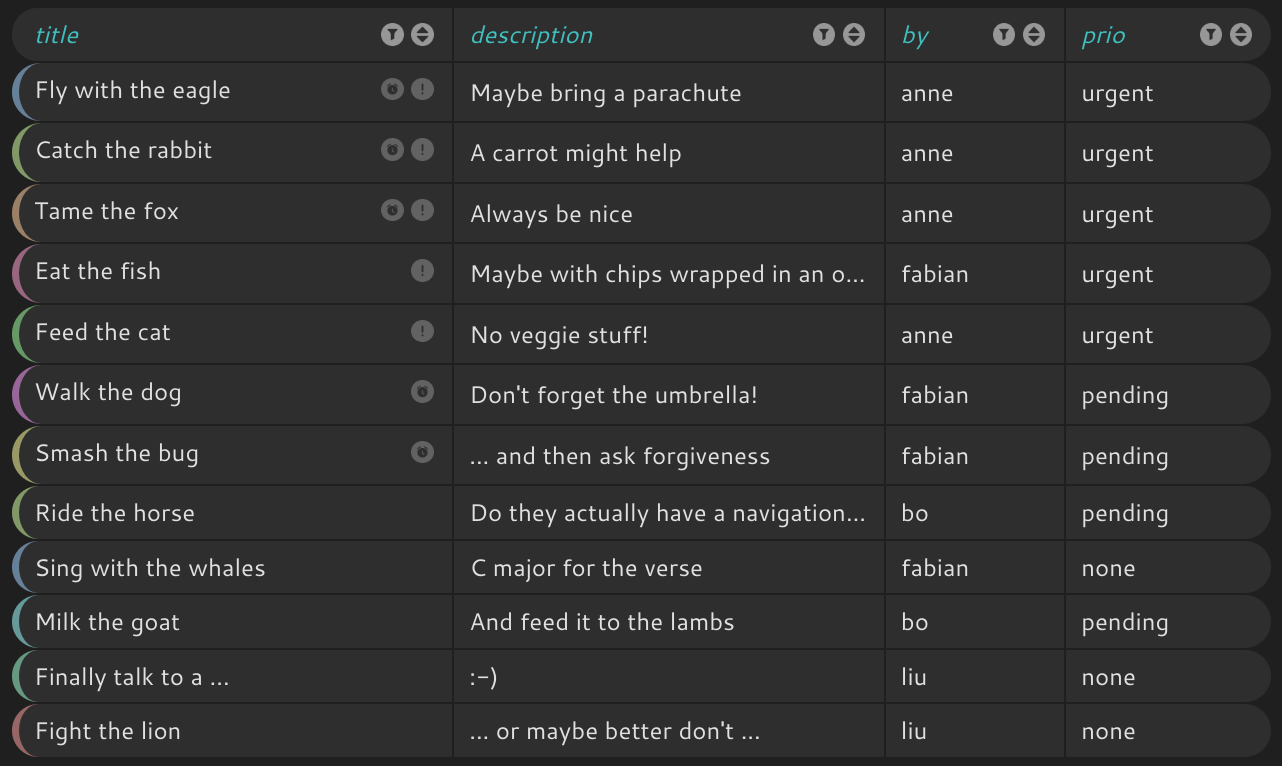 title description by prio
Fly with the eagle Maybe bring a parachute anne urgent
Catch the rabbit A carrot might help anne urgent
Tame the fox Always be nice anne urgent
Eat the fish Maybe with chips wrapped in an o... fabian urgent
Feed the cat No veggie stuff! anne urgent
Walk the dog Don't forget the umbrella! fabian pending
Smash the bug ... and then ask forgiveness fabian pending
Ride the horse Do they actually have a navigation... bo pending
Sing with the whales C major for the verse fabian none
Milk the goat And feed it to the lambs bo pending
Finally talk to a ... :-) liu none
Fight the lion ... or maybe better don't ... liu none